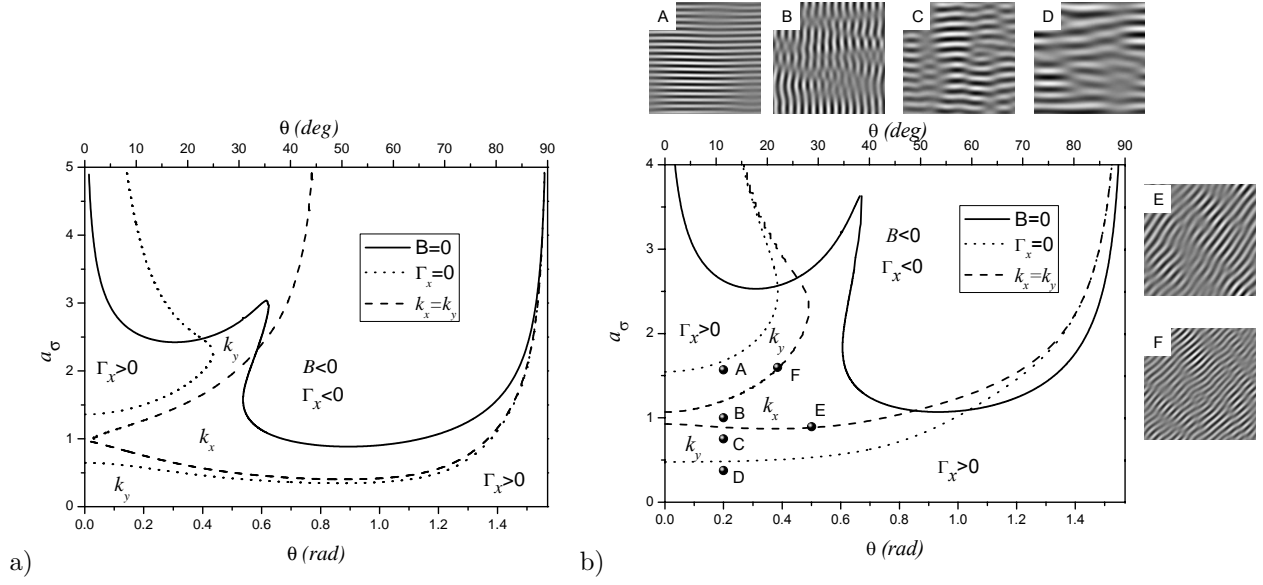 A
B
C
D
θ (deg)
0 10 20 30 40 50 60 70 80 90
5
4
3
2
1
0
a_σ
B=0
Γ_x=0
k_x=k_y
Γ_x>0
k_y
B<0
Γ_x<0
k_x
k_y
Γ_x>0
0.0 0.2 0.4 0.6 0.8 1.0 1.2 1.4
θ (rad)
a)
θ (deg)
0 10 20 30 40 50 60 70 80 90
4
3
2
1
0
a_σ
B=0
Γ_x=0
k_x=k_y
B<0
Γ_x<0
Γ_x>0
k_y
A
F
B
k_x
E
C
k_y
D
Γ_x>0
0.0 0.2 0.4 0.6 0.8 1.0 1.2 1.4
θ (rad)
b)
E
F